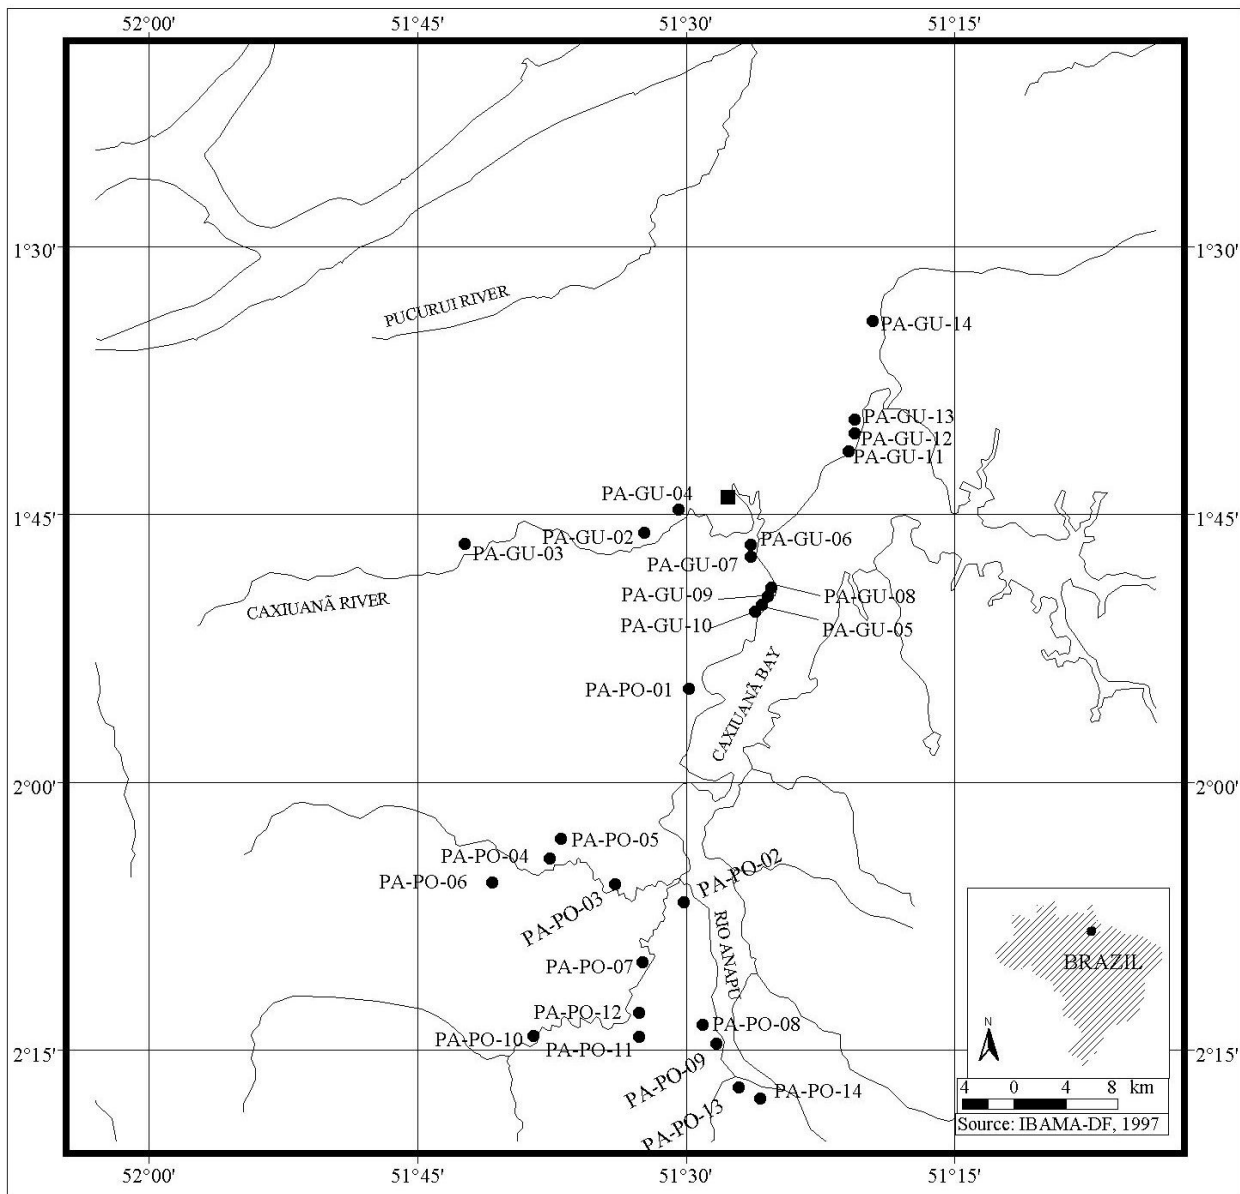 52°00' 51°45' 51°30' 51°15'
1°30' 1°30'
PUCURUI RIVER
PA-GU-14
PA-GU-13
PA-GU-12
PA-GU-11
PA-GU-04
1°45' 1°45'
PA-GU-02
PA-GU-06
PA-GU-03
PA-GU-07
PA-GU-09
PA-GU-08
CAXIUANÃ RIVER
PA-GU-10
PA-GU-05
PA-PO-01
CAXIUANÃ BAY
2°00' 2°00'
PA-PO-05
PA-PO-04
PA-PO-06
PA-PO-02
PA-PO-03
RIO ANAPU
PA-PO-07
BRAZIL
PA-PO-12
PA-PO-08
PA-PO-10
PA-PO-11
N
2°15' 2°15'
PA-PO-09
PA-PO-14
PA-PO-13
4 0 4 8 km
Source: IBAMA-DF, 1997
52°00' 51°45' 51°30' 51°15'